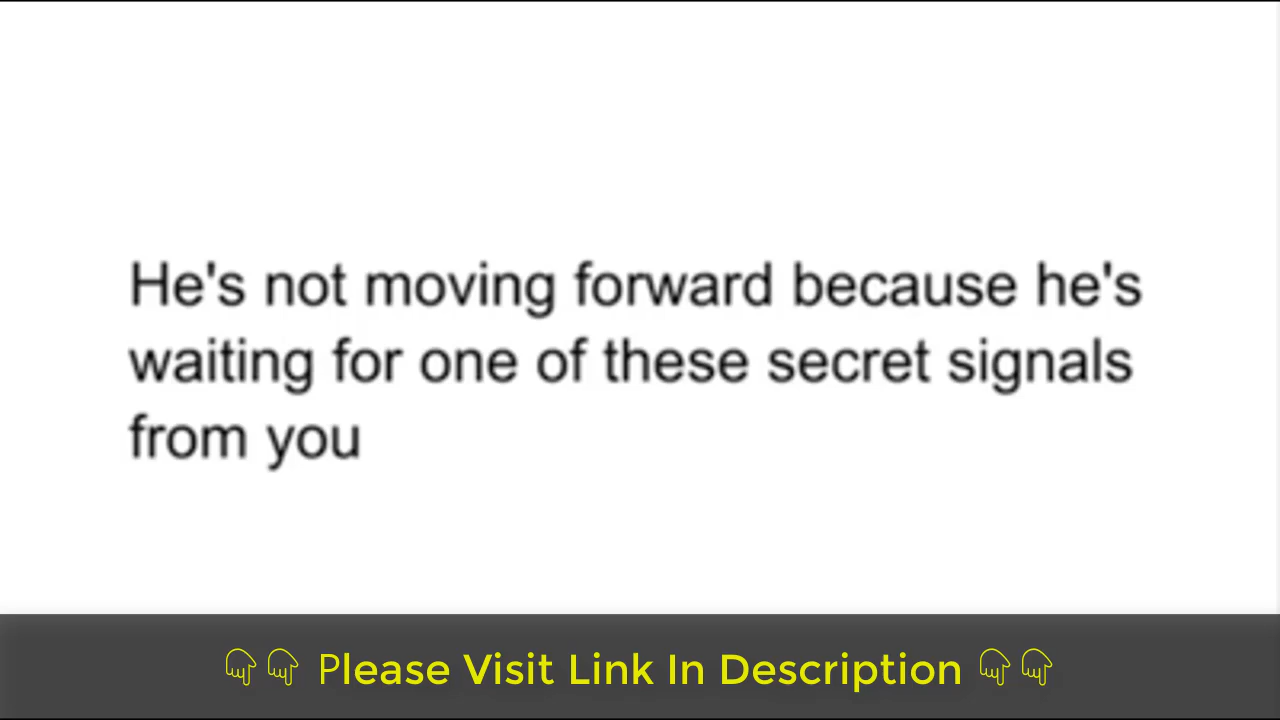 He's not moving forward because he's
waiting for one of these secret signals
from you
👇👇 Please Visit Link In Description 👇👇